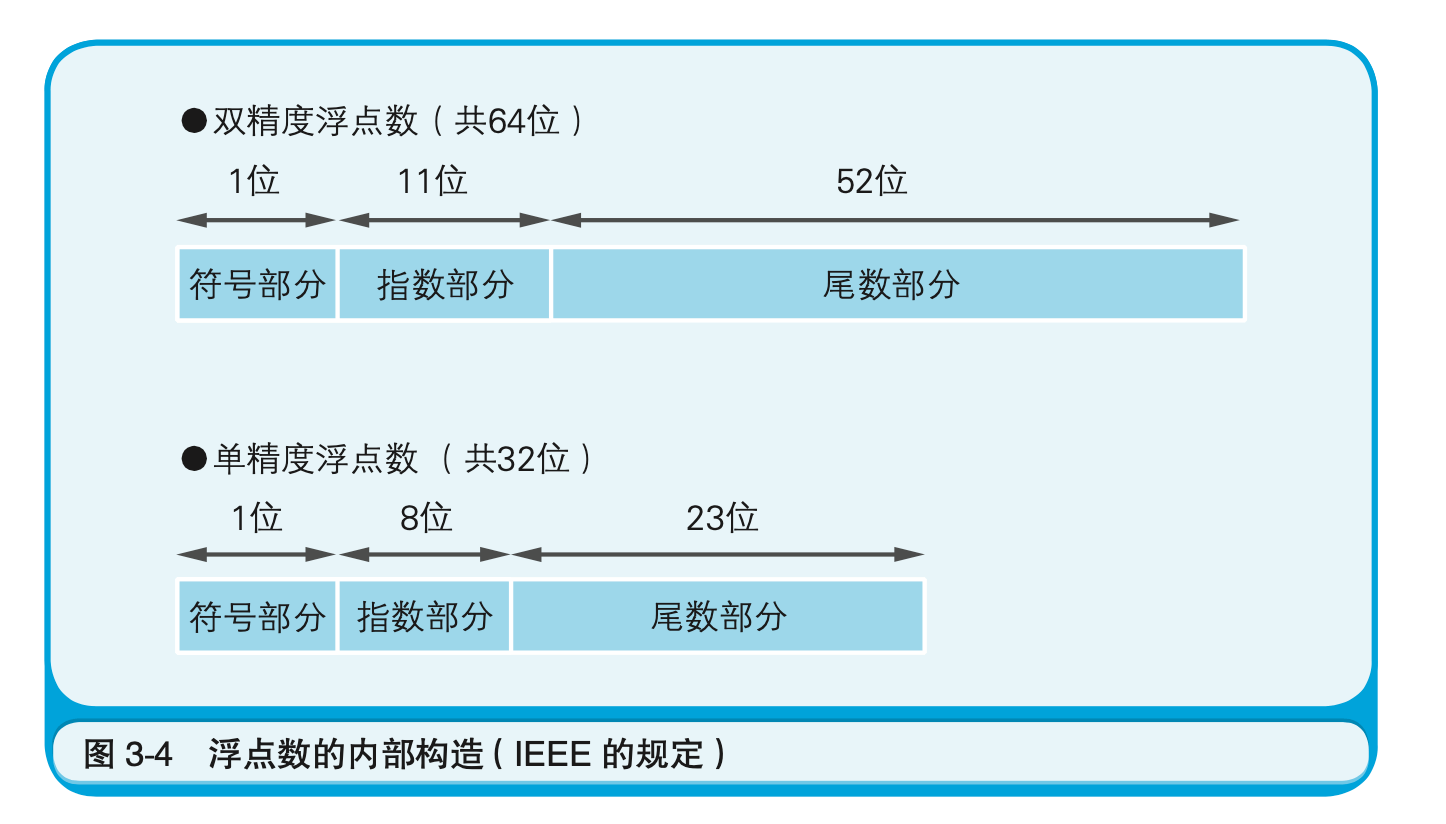 ●双精度浮点数（共64位）
1位 11位 52位
符号部分 指数部分 尾数部分
●单精度浮点数（共32位）
1位 8位 23位
符号部分 指数部分 尾数部分
图 3-4 浮点数的内部构造（IEEE 的规定）